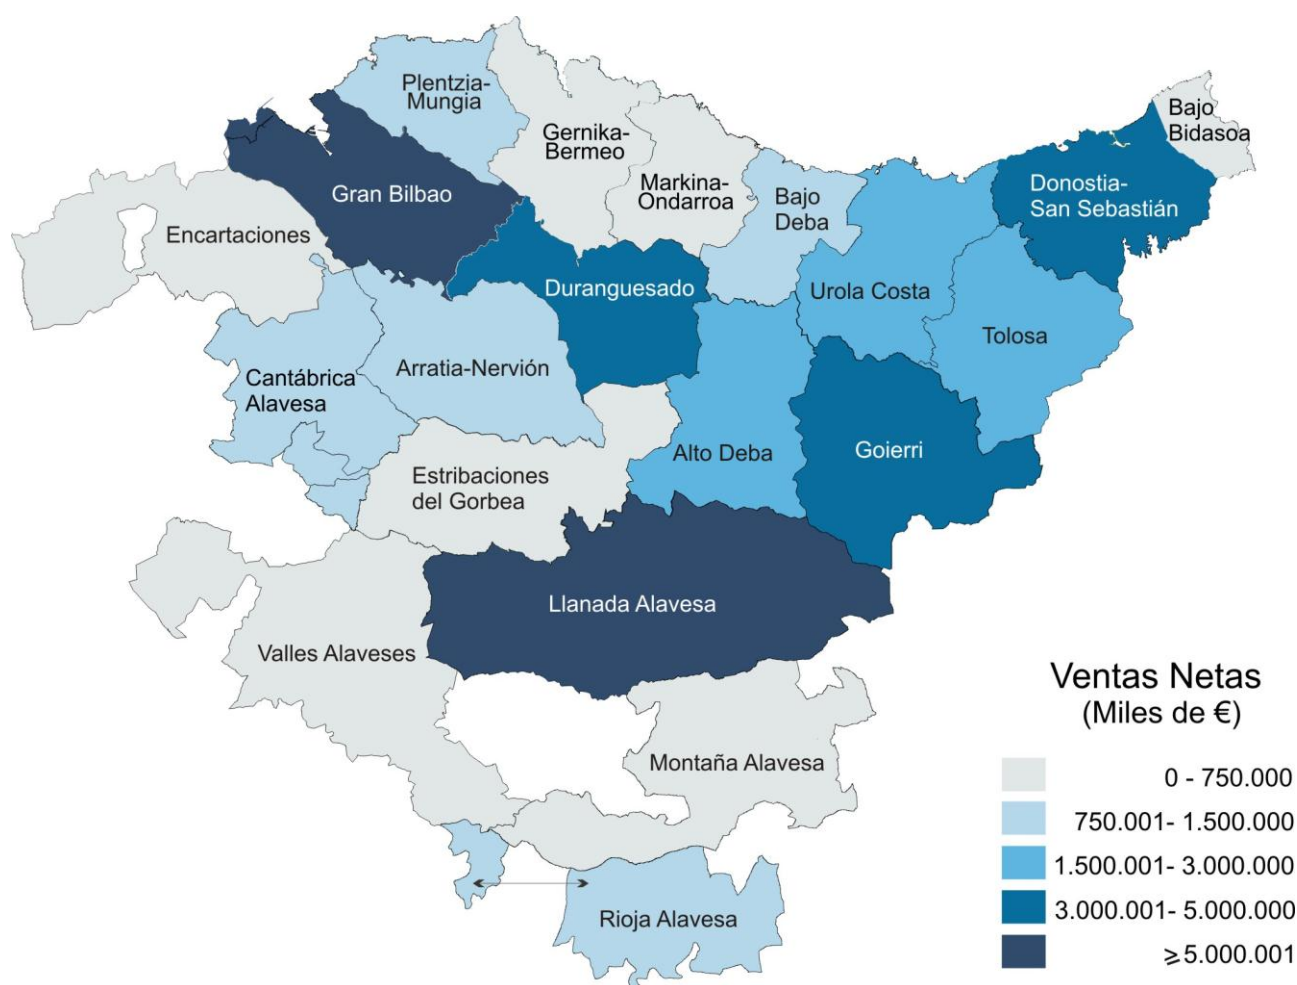 Plentzia-
Mungia
Gernika-
Bermeo
Markina-
Ondarroa
Bajo
Bidasoa
Gran Bilbao
Bajo
Deba
Donostia-
San Sebastián
Encartaciones
Duranguesado
Urola Costa
Tolosa
Cantábrica
Alavesa
Arratia-Nervión
Alto Deba
Goierri
Estribaciones
del Gorbea
Llanada Alavesa
Valles Alaveses
Montaña Alavesa
Rioja Alavesa
Ventas Netas
(Miles de €)
0 - 750.000
750.001- 1.500.000
1.500.001- 3.000.000
3.000.001- 5.000.000
⩾5.000.001